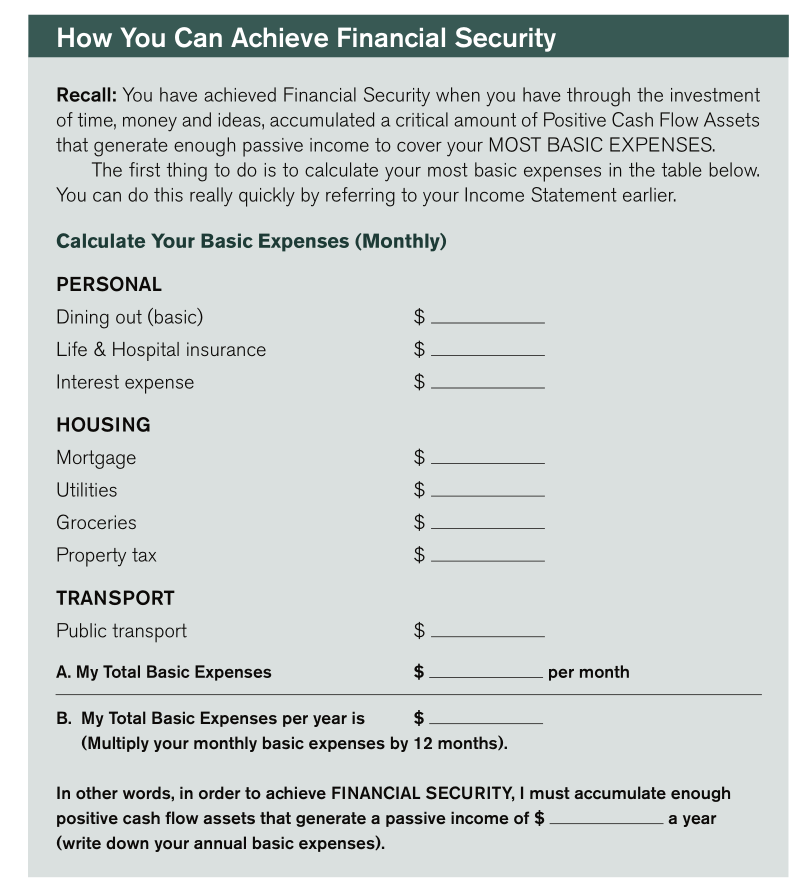 How You Can Achieve Financial Security
Recall: You have achieved Financial Security when you have through the investment
of time, money and ideas, accumulated a critical amount of Positive Cash Flow Assets
that generate enough passive income to cover your MOST BASIC EXPENSES.
The first thing to do is to calculate your most basic expenses in the table below.
You can do this really quickly by referring to your Income Statement earlier.
Calculate Your Basic Expenses (Monthly)
PERSONAL
Dining out (basic) $ ____________
Life & Hospital insurance $ ____________
Interest expense $ ____________
HOUSING
Mortgage $ ____________
Utilities $ ____________
Groceries $ ____________
Property tax $ ____________
TRANSPORT
Public transport $ ____________
A. My Total Basic Expenses $ ____________ per month
B. My Total Basic Expenses per year is $ ____________
(Multiply your monthly basic expenses by 12 months).
In other words, in order to achieve FINANCIAL SECURITY, I must accumulate enough
positive cash flow assets that generate a passive income of $ ____________ a year
(write down your annual basic expenses).